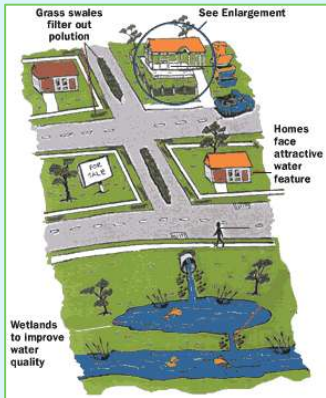 Grass swales
filter out
polution
See Enlargement
Homes
face
attractive
water
feature
FOR
SALE
Wetlands
to improve
water
quality